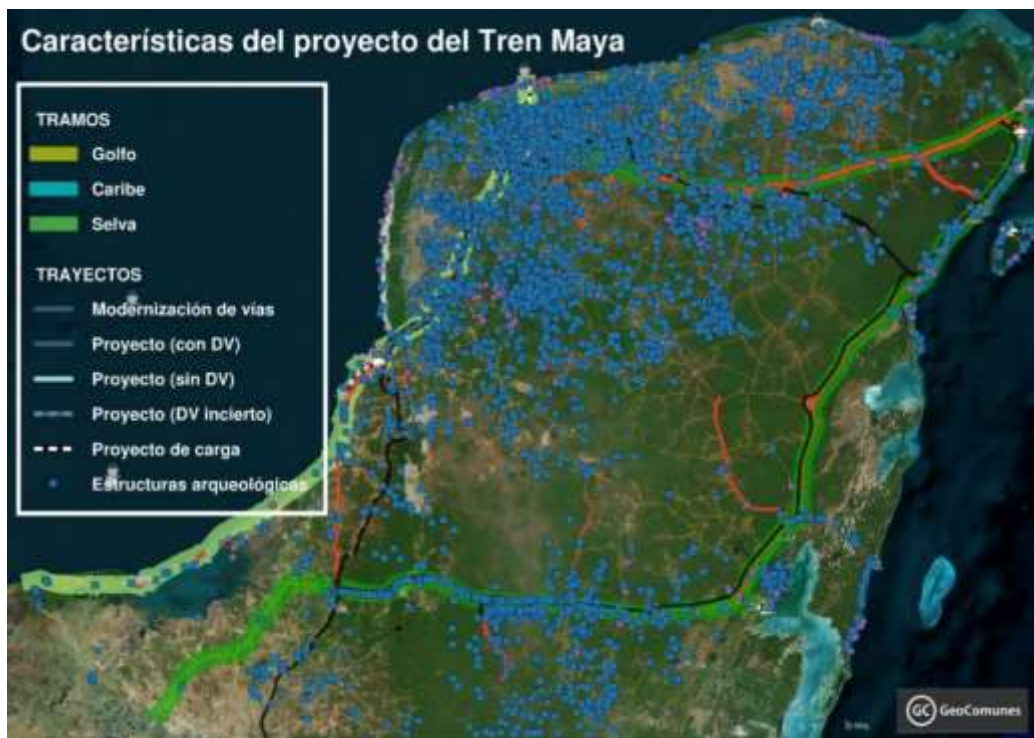 Características del proyecto del Tren Maya
TRAMOS
Golfo
Caribe
Selva
TRAYECTOS
Modernización de vías
Proyecto (con DV)
Proyecto (sin DV)
Proyecto (DV incierto)
Proyecto de carga
Estructuras arqueológicas
GC GeoComunes